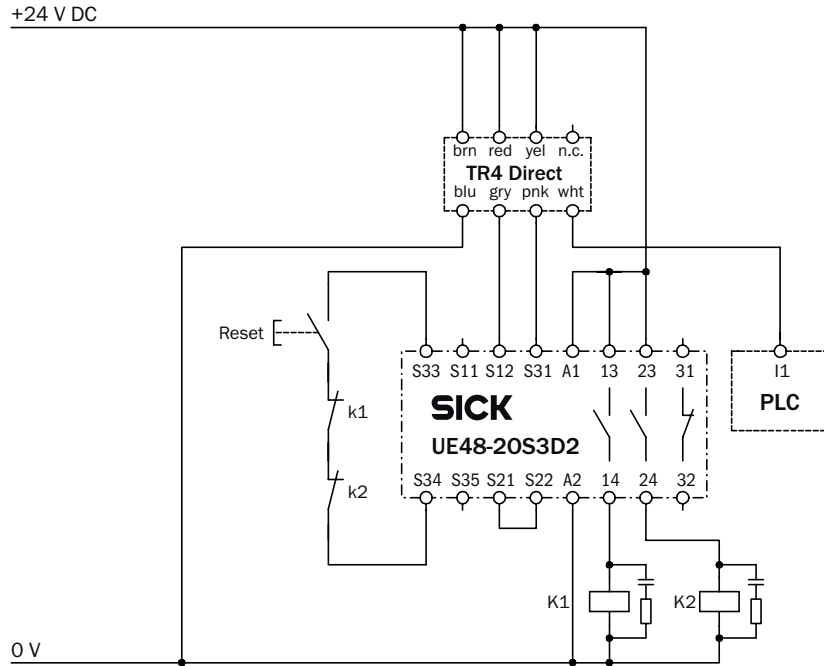 +24 V DC
brn red yel n.c.
TR4 Direct
blu gry pnk wht
Reset
S33 S11 S12 S31 A1 13 23 31
I1
PLC
k1
SICK
UE48-20S3D2
k2
S34 S35 S21 S22 A2 14 24 32
K1
K2
0 V